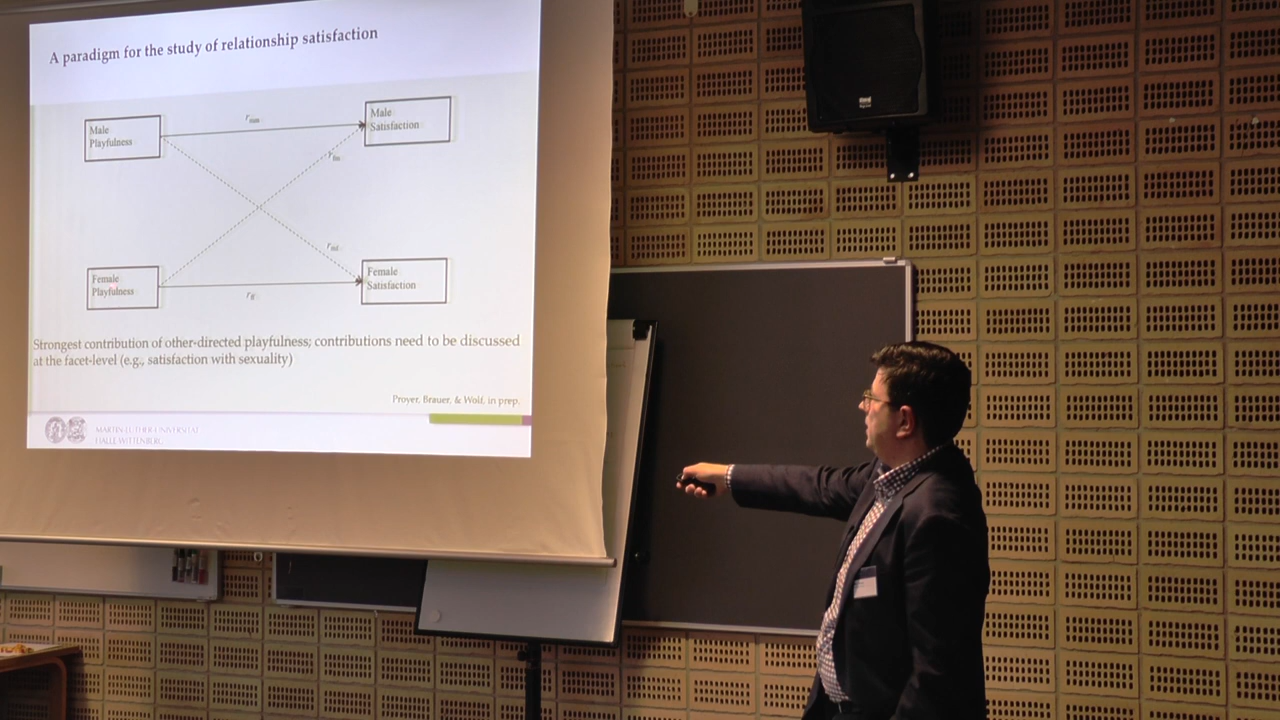 A paradigm for the study of relationship satisfaction
Male
Playfulness
Male
Satisfaction
Female
Playfulness
Female
Satisfaction
Strongest contribution of other-directed playfulness; contributions need to be discussed
at the facet-level (e.g., satisfaction with sexuality)
Proyer, Brauer, & Wolf, in prep.
MARTIN-LUTHER-UNIVERSITÄT
HALLE-WITTENBERG